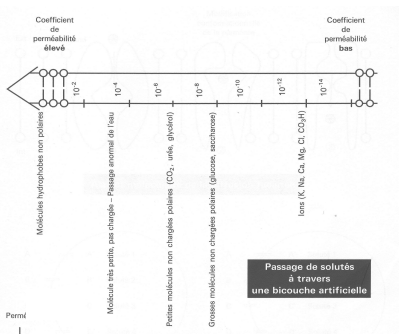 Coefficient
de
perméabilité
élevé
Coefficient
de
perméabilité
bas
10-2
10-4
10-6
10-8
10-10
10-12
10-14
Molécules hydrophobes non polaires
Molécule très petite, pas chargée – Passage anormal de l'eau
Petites molécules non chargées polaires (CO2, urée, glycérol)
Grosses molécules non chargées polaires (glucose, saccharose)
Ions (K, Na, Ca, Mg, Cl, CO3H)
Passage de solutés
à travers
une bicouche artificielle